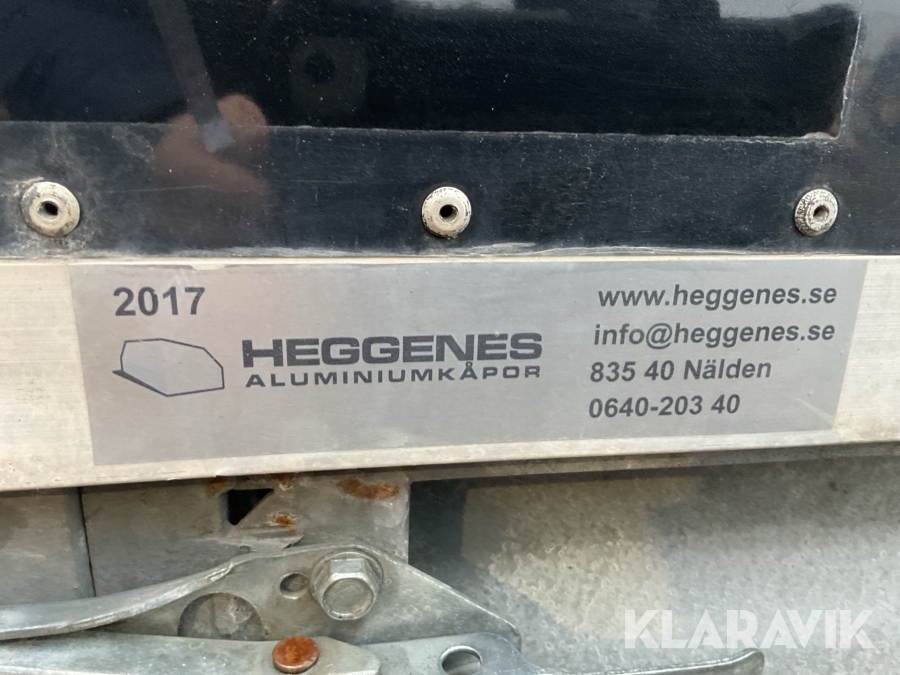 2017
HEGGENES
ALUMINIUMKÅPOR
www.heggenes.se
info@heggenes.se
835 40 Nälden
0640-203 40
KLARAVIK